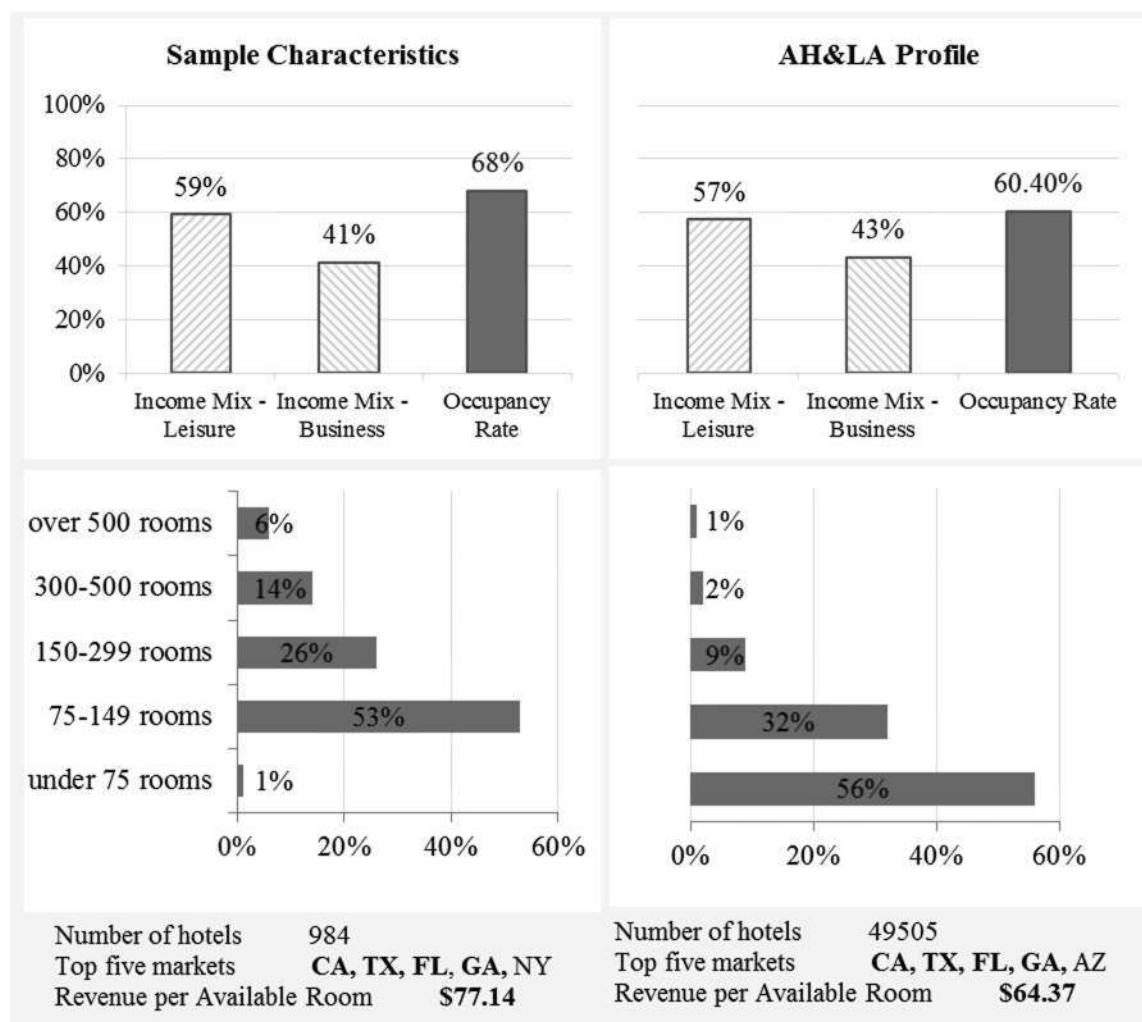 Sample Characteristics
100%
80%
60%
40%
20%
0%
59%
41%
68%
Income Mix -
Leisure
Income Mix -
Business
Occupancy
Rate
AH&LA Profile
57%
43%
60.40%
Income Mix -
Leisure
Income Mix -
Business
Occupancy Rate
over 500 rooms
6%
300-500 rooms
14%
150-299 rooms
26%
75-149 rooms
53%
under 75 rooms
1%
0%
20%
40%
60%
1%
2%
9%
32%
56%
0%
20%
40%
60%
Number of hotels 984
Top five markets CA, TX, FL, GA, NY
Revenue per Available Room $77.14
Number of hotels 49505
Top five markets CA, TX, FL, GA, AZ
Revenue per Available Room $64.37